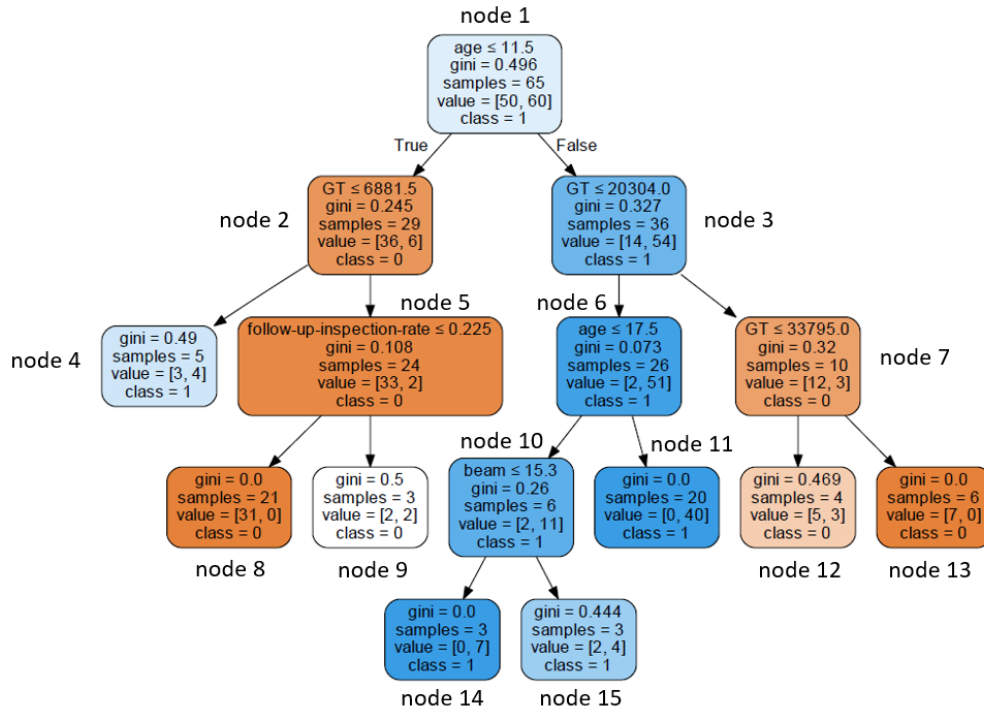 node 1
age ≤ 11.5
gini = 0.496
samples = 65
value = [50, 60]
class = 1
True
False
node 2
GT ≤ 6881.5
gini = 0.245
samples = 29
value = [36, 6]
class = 0
GT ≤ 20304.0
gini = 0.327
samples = 36
value = [14, 54]
class = 1
node 3
node 4
gini = 0.49
samples = 5
value = [3, 4]
class = 1
node 5
follow-up-inspection-rate ≤ 0.225
gini = 0.108
samples = 24
value = [33, 2]
class = 0
node 6
age ≤ 17.5
gini = 0.073
samples = 26
value = [2, 51]
class = 1
GT ≤ 33795.0
gini = 0.32
samples = 10
value = [12, 3]
class = 0
node 7
gini = 0.0
samples = 21
value = [31, 0]
class = 0
node 8
gini = 0.5
samples = 3
value = [2, 2]
class = 0
node 9
node 10
beam ≤ 15.3
gini = 0.26
samples = 6
value = [2, 11]
class = 1
node 11
gini = 0.0
samples = 20
value = [0, 40]
class = 1
gini = 0.469
samples = 4
value = [5, 3]
class = 0
node 12
gini = 0.0
samples = 6
value = [7, 0]
class = 0
node 13
gini = 0.0
samples = 3
value = [0, 7]
class = 1
node 14
gini = 0.444
samples = 3
value = [2, 4]
class = 1
node 15